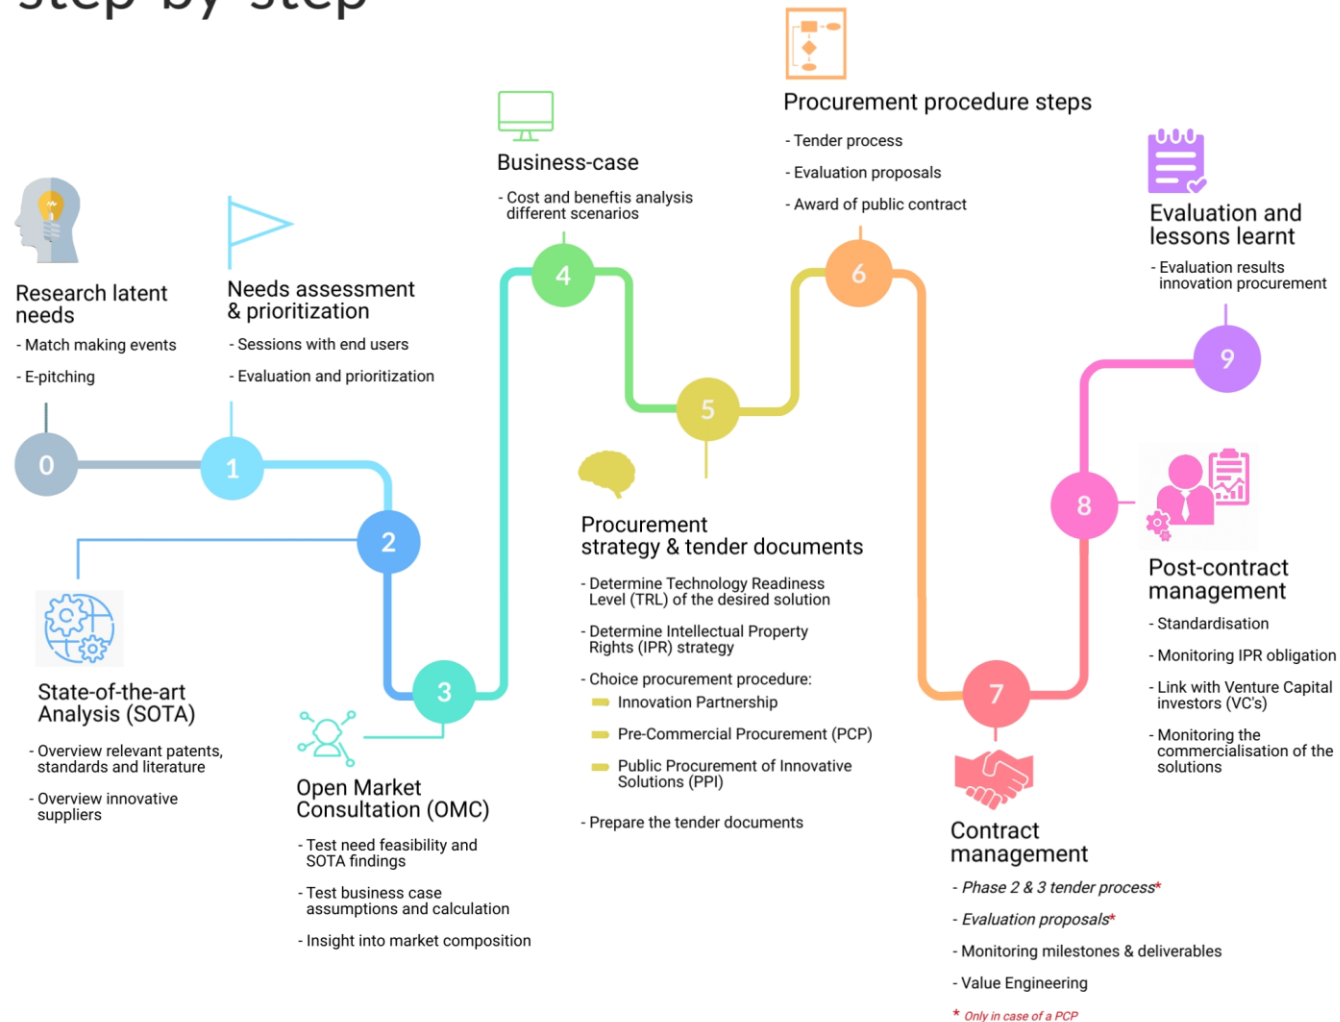 step-by-step
Research latent
needs
- Match making events
- E-pitching
0
Needs assessment
& prioritization
- Sessions with end users
- Evaluation and prioritization
1
2
State-of-the-art
Analysis (SOTA)
- Overview relevant patents,
standards and literature
- Overview innovative
suppliers
3
Open Market
Consultation (OMC)
- Test need feasibility and
SOTA findings
- Test business case
assumptions and calculation
- Insight into market composition
Business-case
- Cost and beneftis analysis
different scenarios
4
5
Procurement
strategy & tender documents
- Determine Technology Readiness
Level (TRL) of the desired solution
- Determine Intellectual Property
Rights (IPR) strategy
- Choice procurement procedure:
Innovation Partnership
Pre-Commercial Procurement (PCP)
Public Procurement of Innovative
Solutions (PPI)
- Prepare the tender documents
Procurement procedure steps
- Tender process
- Evaluation proposals
- Award of public contract
6
7
Contract
management
- Phase 2 & 3 tender process*
- Evaluation proposals*
- Monitoring milestones & deliverables
- Value Engineering
* Only in case of a PCP
8
Post-contract
management
- Standardisation
- Monitoring IPR obligation
- Link with Venture Capital
investors (VC's)
- Monitoring the
commercialisation of the
solutions
Evaluation and
lessons learnt
- Evaluation results
innovation procurement
9